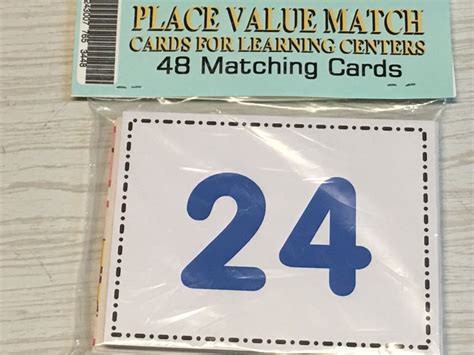 PLACE VALUE MATCH
CARDS FOR LEARNING CENTERS
48 Matching Cards
24